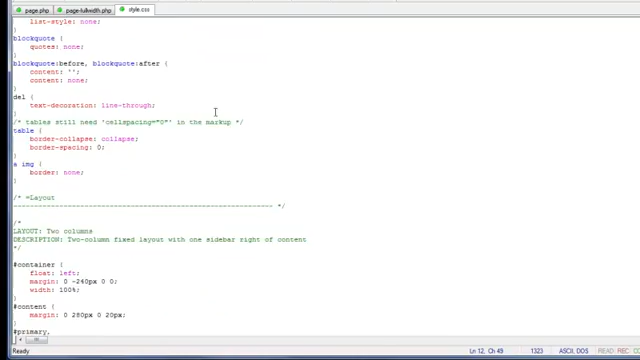 page.php page-fullwidth.php style.css
list-style: none;
}
blockquote {
quotes: none;
}
blockquote:before, blockquote:after {
content: '';
content: none;
}
del {
text-decoration: line-through;
}
/* tables still need 'cellspacing="0"' in the markup */
table {
border-collapse: collapse;
border-spacing: 0;
}
a img {
border: none;
}
/* =Layout
-------------------------------------------------------------- */
/*
LAYOUT: Two columns
DESCRIPTION: Two-column fixed layout with one sidebar right of content
*/
#container {
float: left;
margin: 0 -240px 0 0;
width: 100%;
}
#content {
margin: 0 280px 0 20px;
}
#primary,
Ready Ln 12, Ch 49 1323 ASCII, DOS READ REC